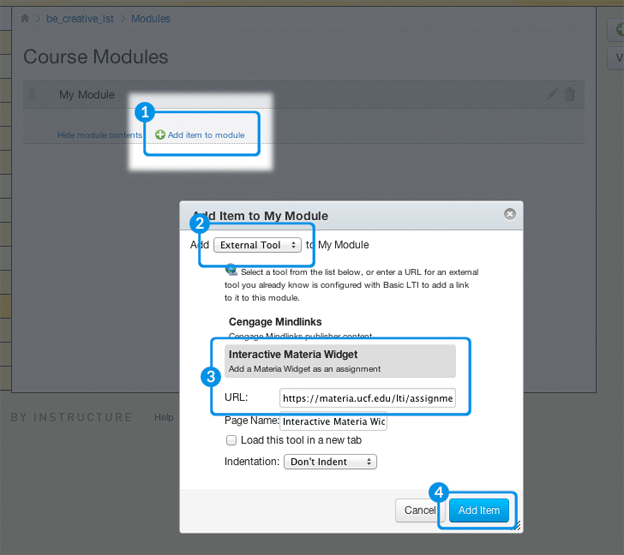 be_creative_lst Modules
Course Modules
My Module
1
Hide module contents Add item to module
Add Item to My Module
2
Add External Tool to My Module
Select a tool from the list below, or enter a URL for an external
tool you already know is configured with Basic LTI to add a link
to it to this module.
Cengage Mindlinks
Cengage Mindlinks publisher content
Interactive Materia Widget
Add a Materia Widget as an assignment
3
URL: https://materia.ucf.edu/lti/assignme
Page Name: Interactive Materia Wid
Load this tool in a new tab
Indentation: Don't Indent
4
Cancel Add Item
BY INSTRUCTURE Help
V